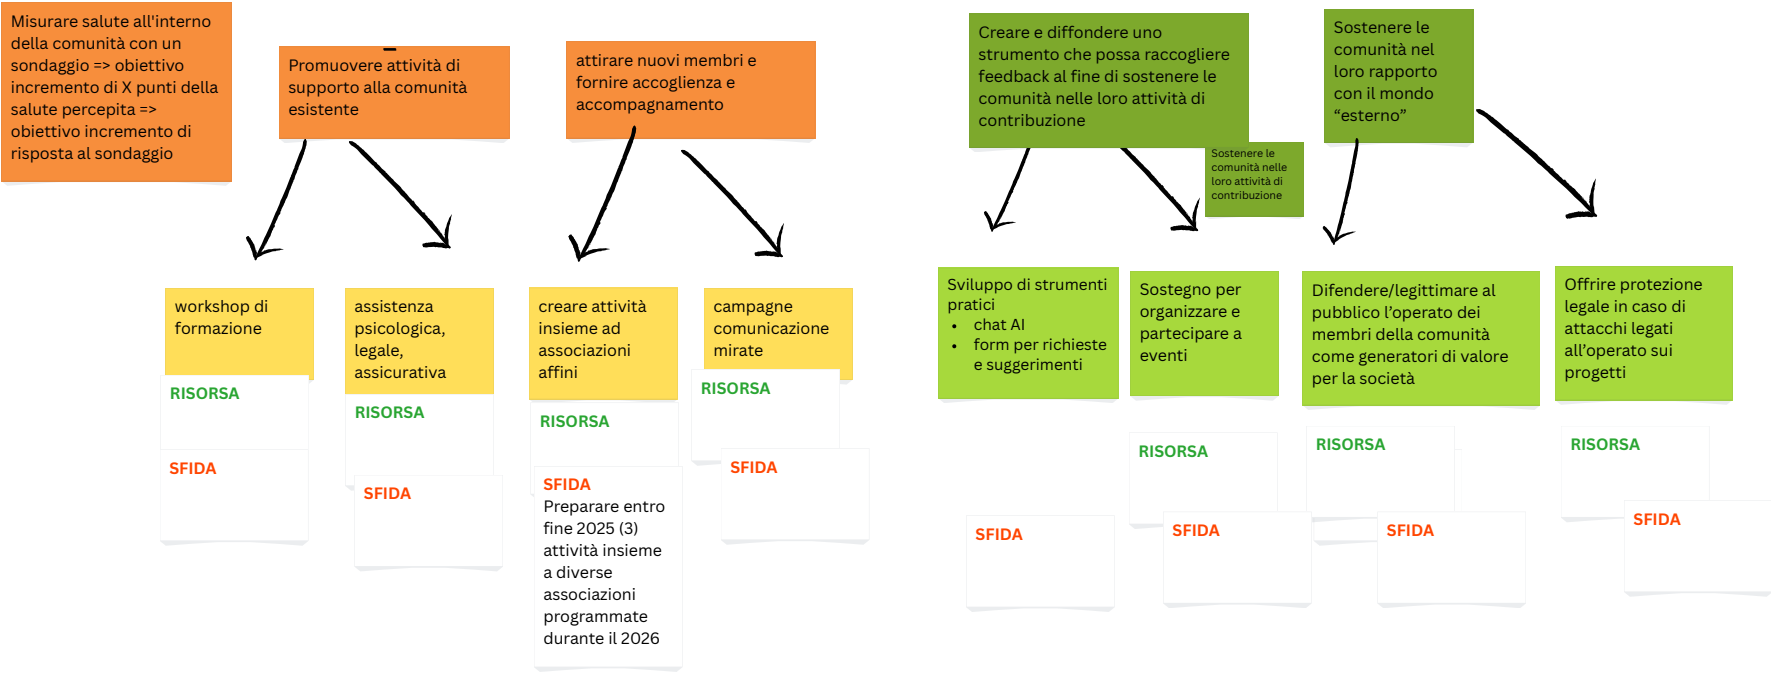 Misurare salute all'interno
della comunità con un
sondaggio => obiettivo
incremento di X punti della
salute percepita =>
obiettivo incremento di
risposta al sondaggio
Promuovere attività di
supporto alla comunità
esistente
attirare nuovi membri e
fornire accoglienza e
accompagnamento
Creare e diffondere uno
strumento che possa raccogliere
feedback al fine di sostenere le
comunità nelle loro attività di
contribuzione
Sostenere le
comunità nelle
loro attività di
contribuzione
Sostenere le
comunità nel
loro rapporto
con il mondo
“esterno”
workshop di
formazione
RISORSA
SFIDA
assistenza
psicologica,
legale,
assicurativa
RISORSA
SFIDA
creare attività
insieme ad
associazioni
affini
RISORSA
SFIDA
Preparare entro
fine 2025 (3)
attività insieme
a diverse
associazioni
programmate
durante il 2026
campagne
comunicazione
mirate
RISORSA
SFIDA
Sviluppo di strumenti
pratici
• chat AI
• form per richieste
e suggerimenti
SFIDA
Sostegno per
organizzare e
partecipare a
eventi
RISORSA
SFIDA
Difendere/legittimare al
pubblico l’operato dei
membri della comunità
come generatori di valore
per la società
RISORSA
SFIDA
Offrire protezione
legale in caso di
attacchi legati
all’operato sui
progetti
RISORSA
SFIDA